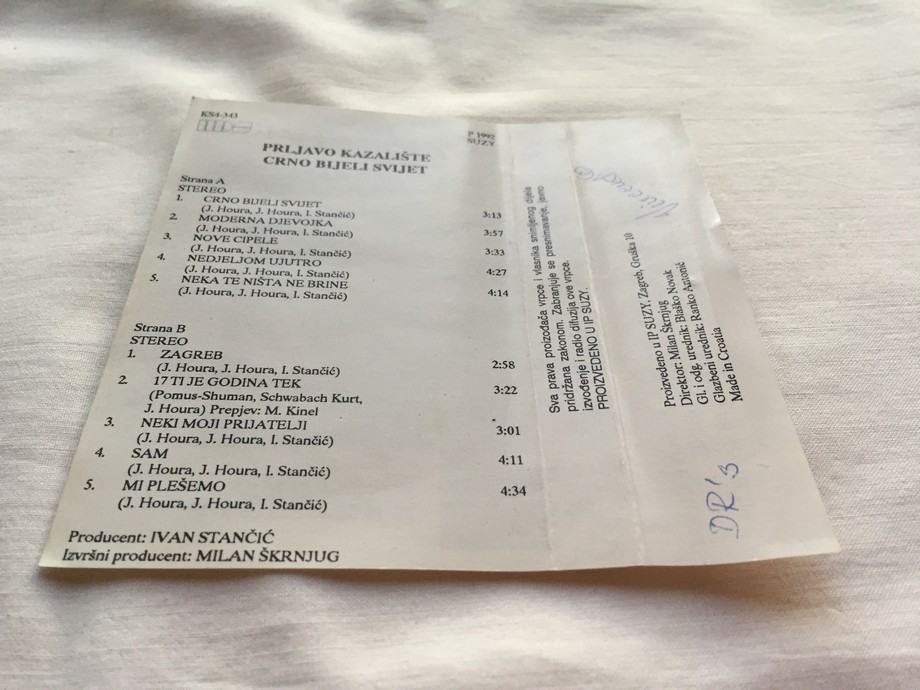 KS4-343
P 1992
SUZY
PRLJAVO KAZALIŠTE
CRNO BIJELI SVIJET
Strana A
STEREO
1. CRNO BIJELI SVIJET
(J. Houra, J. Houra, I. Stančić) 3:13
2. MODERNA DJEVOJKA
(J. Houra, J. Houra, I. Stančić) 3:57
3. NOVE CIPELE
(J. Houra, J. Houra, I. Stančić) 3:33
4. NEDJELJOM UJUTRO
(J. Houra, J. Houra, I. Stančić) 4:27
5. NEKA TE NIŠTA NE BRINE
(J. Houra, J. Houra, I. Stančić) 4:14
Strana B
STEREO
1. ZAGREB
(J. Houra, J. Houra, I. Stančić) 2:58
2. 17 TI JE GODINA TEK
(Pomus-Shuman, Schwabach Kurt, 3:22
J. Houra) Prepjev: M. Kinel
3. NEKI MOJI PRIJATELJI
(J. Houra, J. Houra, I. Stančić) 3:01
4. SAM
(J. Houra, J. Houra, I. Stančić) 4:11
5. MI PLEŠEMO
(J. Houra, J. Houra, I. Stančić) 4:34
Producent: IVAN STANČIĆ
Izvršni producent: MILAN ŠKRNJUG
Sva prava proizođača vrpce i vlasnika snimljenog dijela
pridržana zakonom. Zabranjuje se presnimavanje, javno
izvođenje i radio difuzija ove vrpce.
PROIZVEDENO U IP SUZY.
Proizvedeno u IP SUZY, Zagreb, Gruška 10
Direktor: Milan Škrnjug
Gl. i odg. urednik: Blaško Novak
Glazbeni urednik: Ranko Antonić
Made in Croatia
DR's